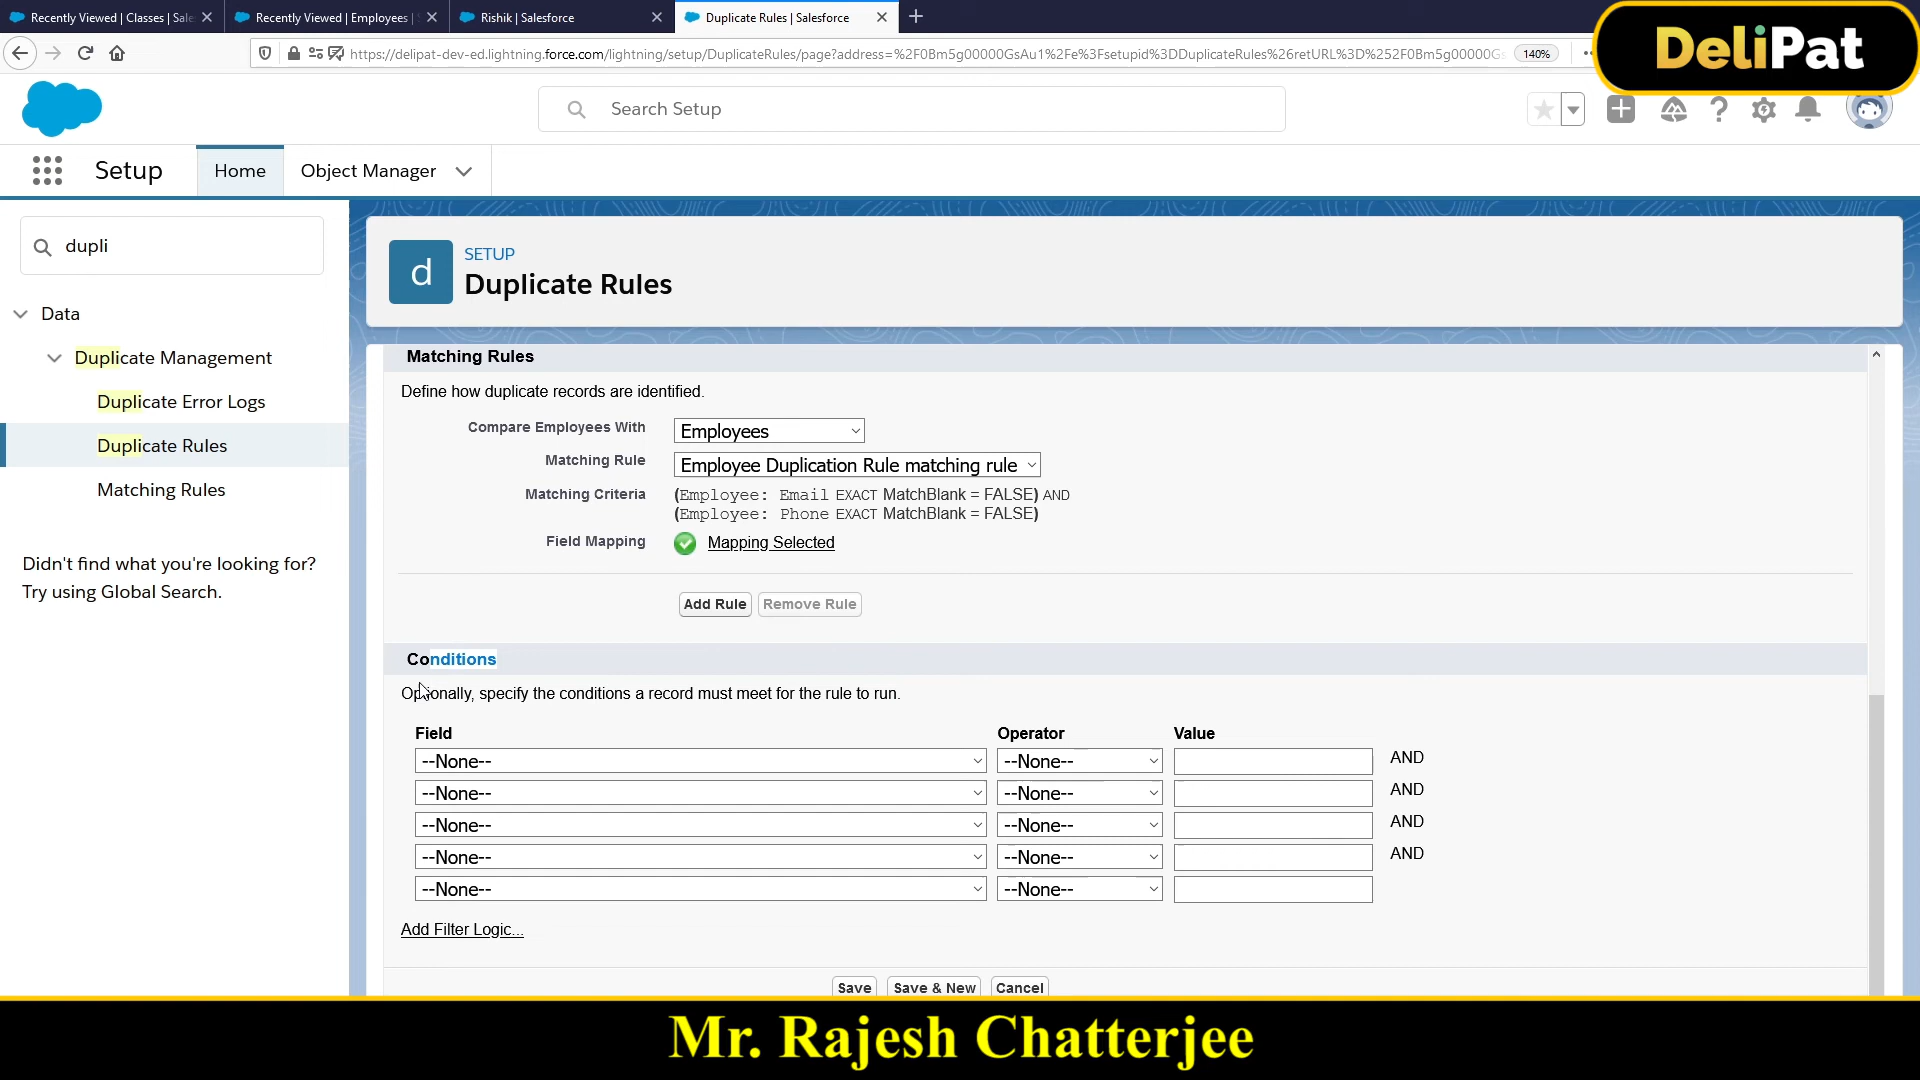 Recently Viewed | Classes | Sale
Recently Viewed | Employees | S
Rishik | Salesforce
Duplicate Rules | Salesforce
https://delipat-dev-ed.lightning.force.com/lightning/setup/DuplicateRules/page?address=%2F0Bm5g00000GsAu1%2Fe%3Fsetupid%3DDuplicateRules%26retURL%3D%252F0Bm5g00000G
140%
DeliPat
Search Setup
Setup
Home
Object Manager
dupli
Data
Duplicate Management
Duplicate Error Logs
Duplicate Rules
Matching Rules
Didn't find what you're looking for?
Try using Global Search.
d
SETUP
Duplicate Rules
Matching Rules
Define how duplicate records are identified.
Compare Employees With Employees
Matching Rule Employee Duplication Rule matching rule
Matching Criteria (Employee: Email EXACT MatchBlank = FALSE) AND
(Employee: Phone EXACT MatchBlank = FALSE)
Field Mapping Mapping Selected
Add Rule Remove Rule
Conditions
Optionally, specify the conditions a record must meet for the rule to run.
Field Operator Value
--None-- --None-- AND
--None-- --None-- AND
--None-- --None-- AND
--None-- --None-- AND
--None-- --None--
Add Filter Logic...
Save Save & New Cancel
Mr. Rajesh Chatterjee